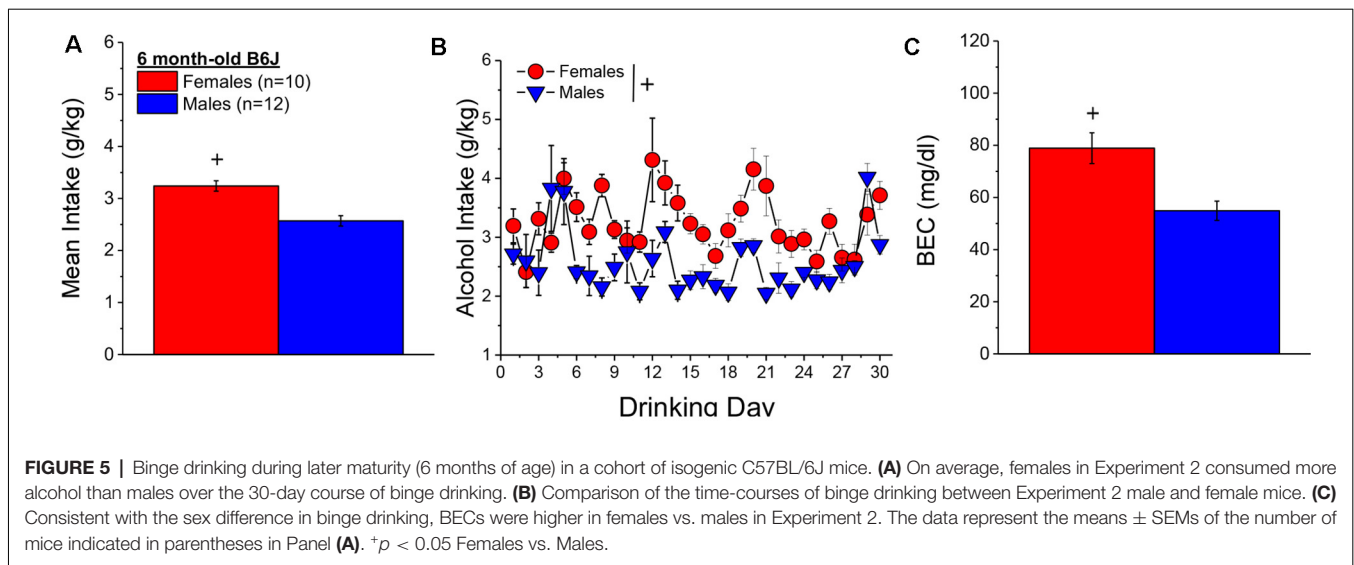 A
6 month-old B6J
Females (n=10)
Males (n=12)
Mean Intake (g/kg)
6
5
4
3
2
1
0
+
B
Females
Males
+
Alcohol Intake (g/kg)
6
5
4
3
2
1
0 3 6 9 12 15 18 21 24 27 30
Drinking Day
C
BEC (mg/dl)
120
100
80
60
40
20
0
+
FIGURE 5 | Binge drinking during later maturity (6 months of age) in a cohort of isogenic C57BL/6J mice. (A) On average, females in Experiment 2 consumed more
alcohol than males over the 30-day course of binge drinking. (B) Comparison of the time-courses of binge drinking between Experiment 2 male and female mice. (C)
Consistent with the sex difference in binge drinking, BECs were higher in females vs. males in Experiment 2. The data represent the means ± SEMs of the number of
mice indicated in parentheses in Panel (A). +p < 0.05 Females vs. Males.